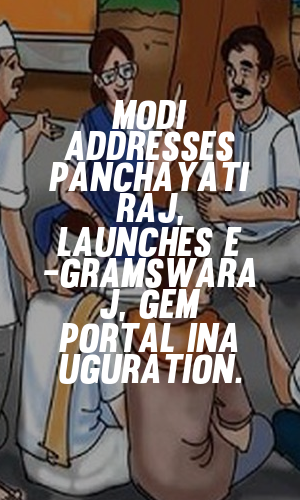 MODI
ADDRESSES
PANCHAYATI
RAJ,
LAUNCHES E
-GRAMSWARA
J, GEM
PORTAL INA
UGURATION.